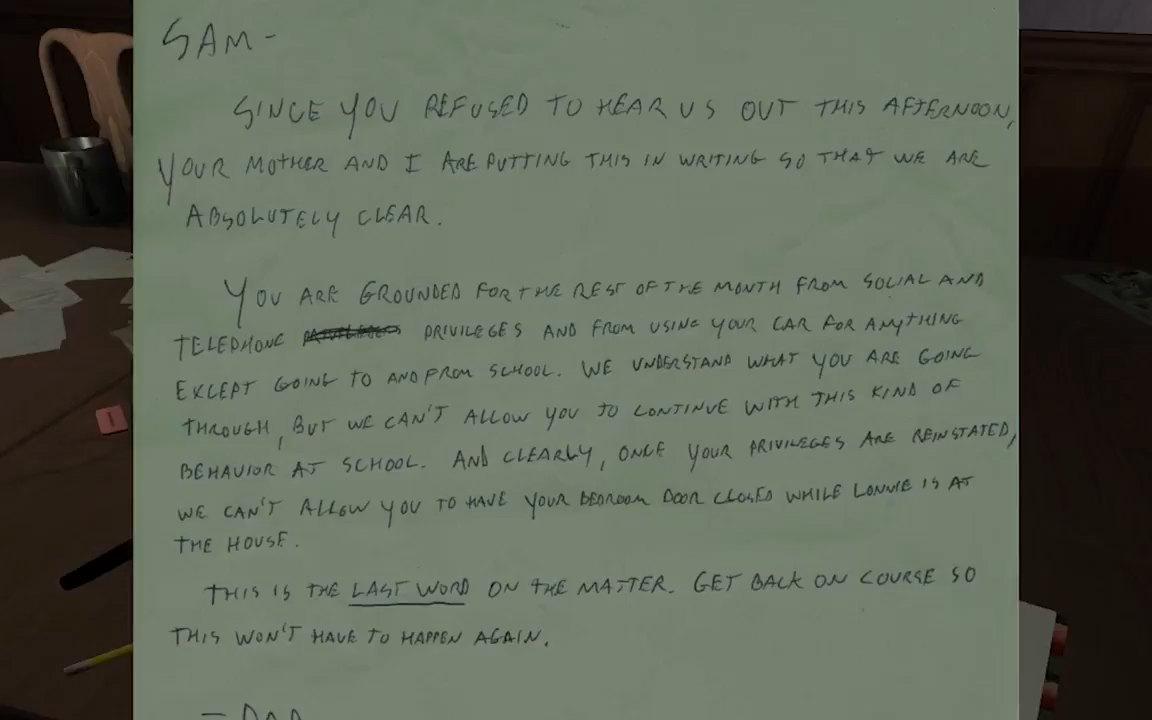 SAM-
SINCE YOU REFUSED TO HEAR US OUT THIS AFTERNOON,
YOUR MOTHER AND I ARE PUTTING THIS IN WRITING SO THAT WE ARE
ABSOLUTELY CLEAR.
YOU ARE GROUNDED FOR THE REST OF THE MONTH FROM SOCIAL AND
TELEPHONE PRIVILEGES AND FROM USING YOUR CAR FOR ANYTHING
EXCEPT GOING TO AND FROM SCHOOL. WE UNDERSTAND WHAT YOU ARE GOING
THROUGH, BUT WE CAN'T ALLOW YOU TO CONTINUE WITH THIS KIND OF
BEHAVIOR AT SCHOOL. AND CLEARLY, ONCE YOUR PRIVILEGES ARE REINSTATED,
WE CAN'T ALLOW YOU TO HAVE YOUR BEDROOM DOOR CLOSED WHILE LONNIE IS AT
THE HOUSE.
THIS IS THE LAST WORD ON THE MATTER. GET BACK ON COURSE SO
THIS WON'T HAVE TO HAPPEN AGAIN.
- DAD